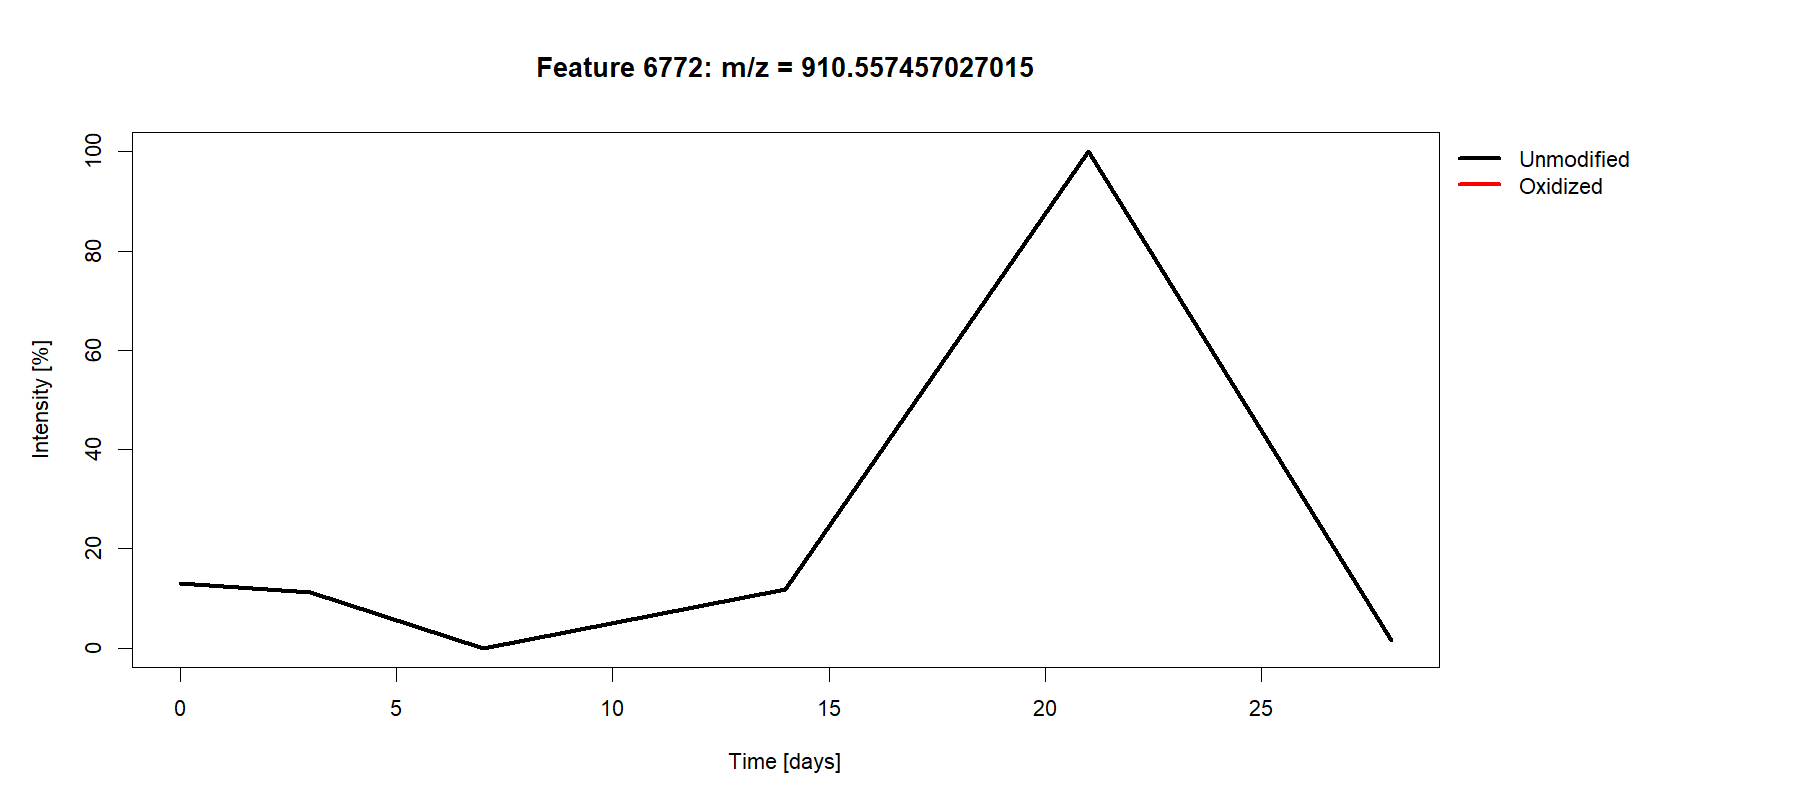 Feature 6772: m/z = 910.557457027015
Unmodified
Oxidized
Intensity [%]
100
80
60
40
20
0
0 5 10 15 20 25
Time [days]